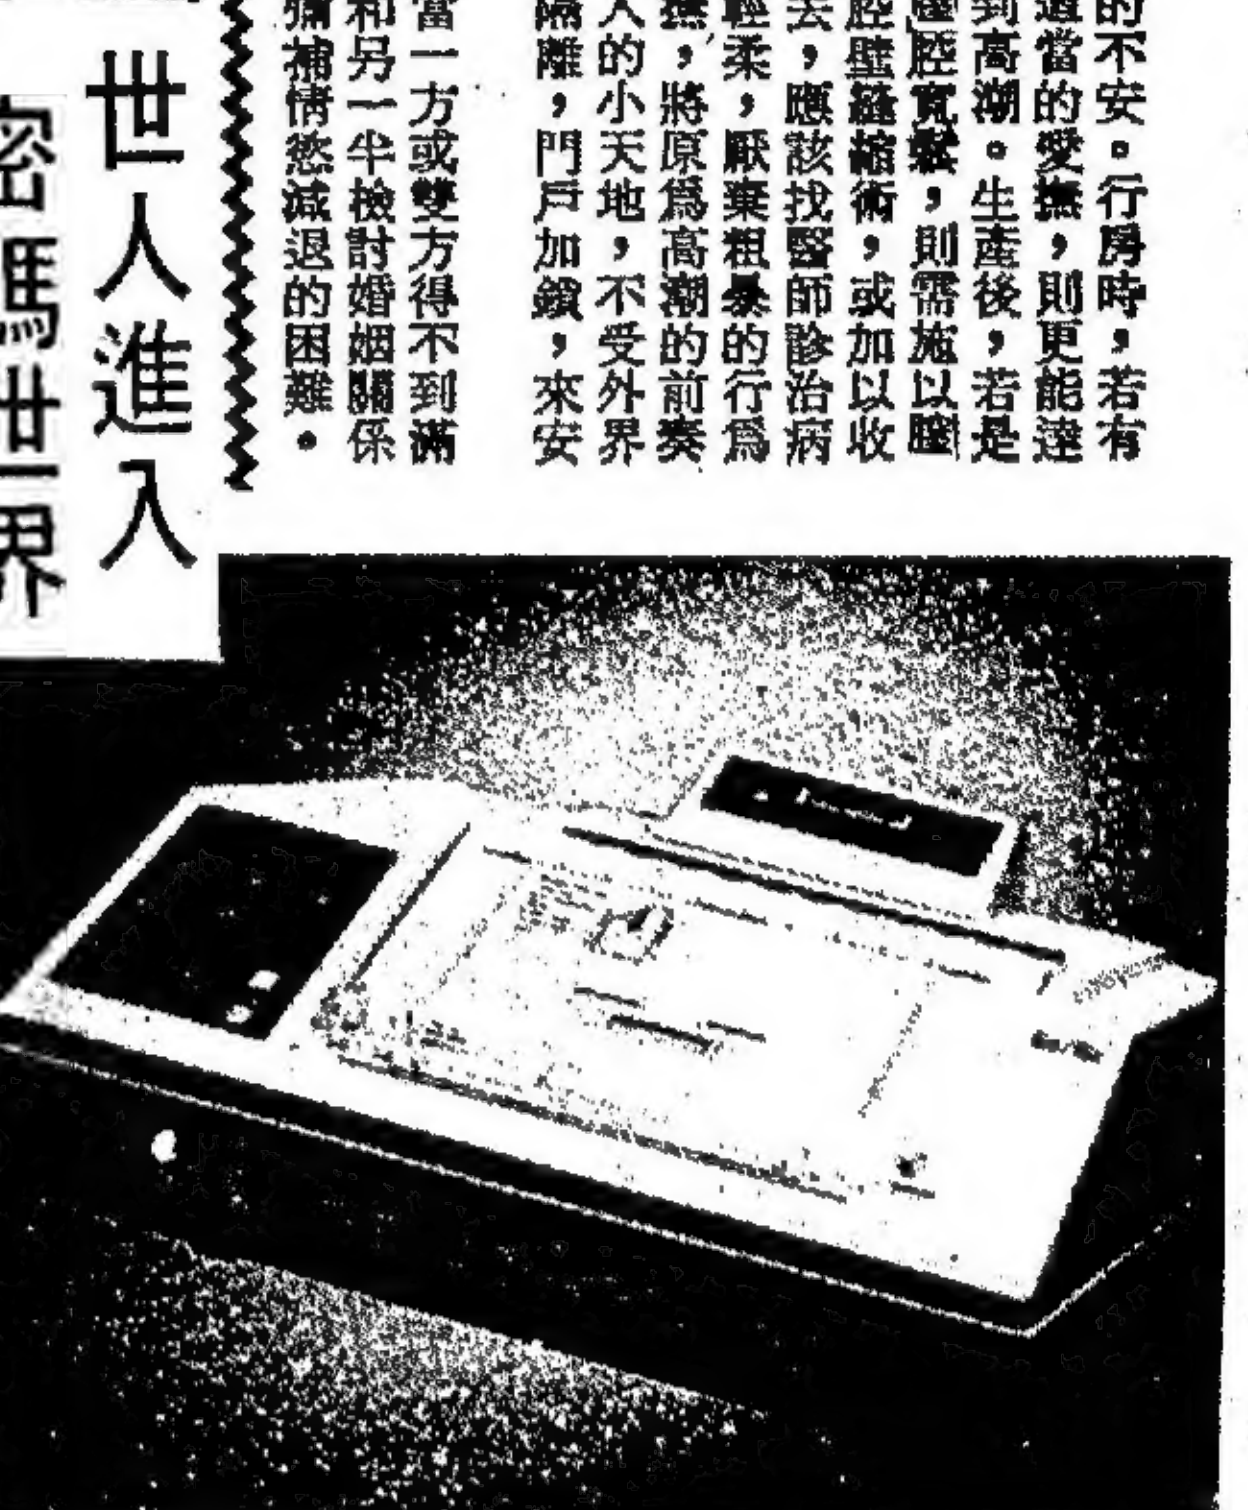 的不安。行房時，若有
適當的愛撫，則更能達
到高潮。生產後，若是
腔寬鬆，則需施以膣
腔壁縫縮術，或加以收
去，應該找醫師診治病
輕柔，厭棄粗暴的行為
撫，將原為高潮的前奏
人的小天地，不受外界
隔離，門戶加鎖，來安
當一方或雙方得不到滿
和另一半檢討婚姻關係
彌補情慾減退的困難。
世人進入
密碼世界